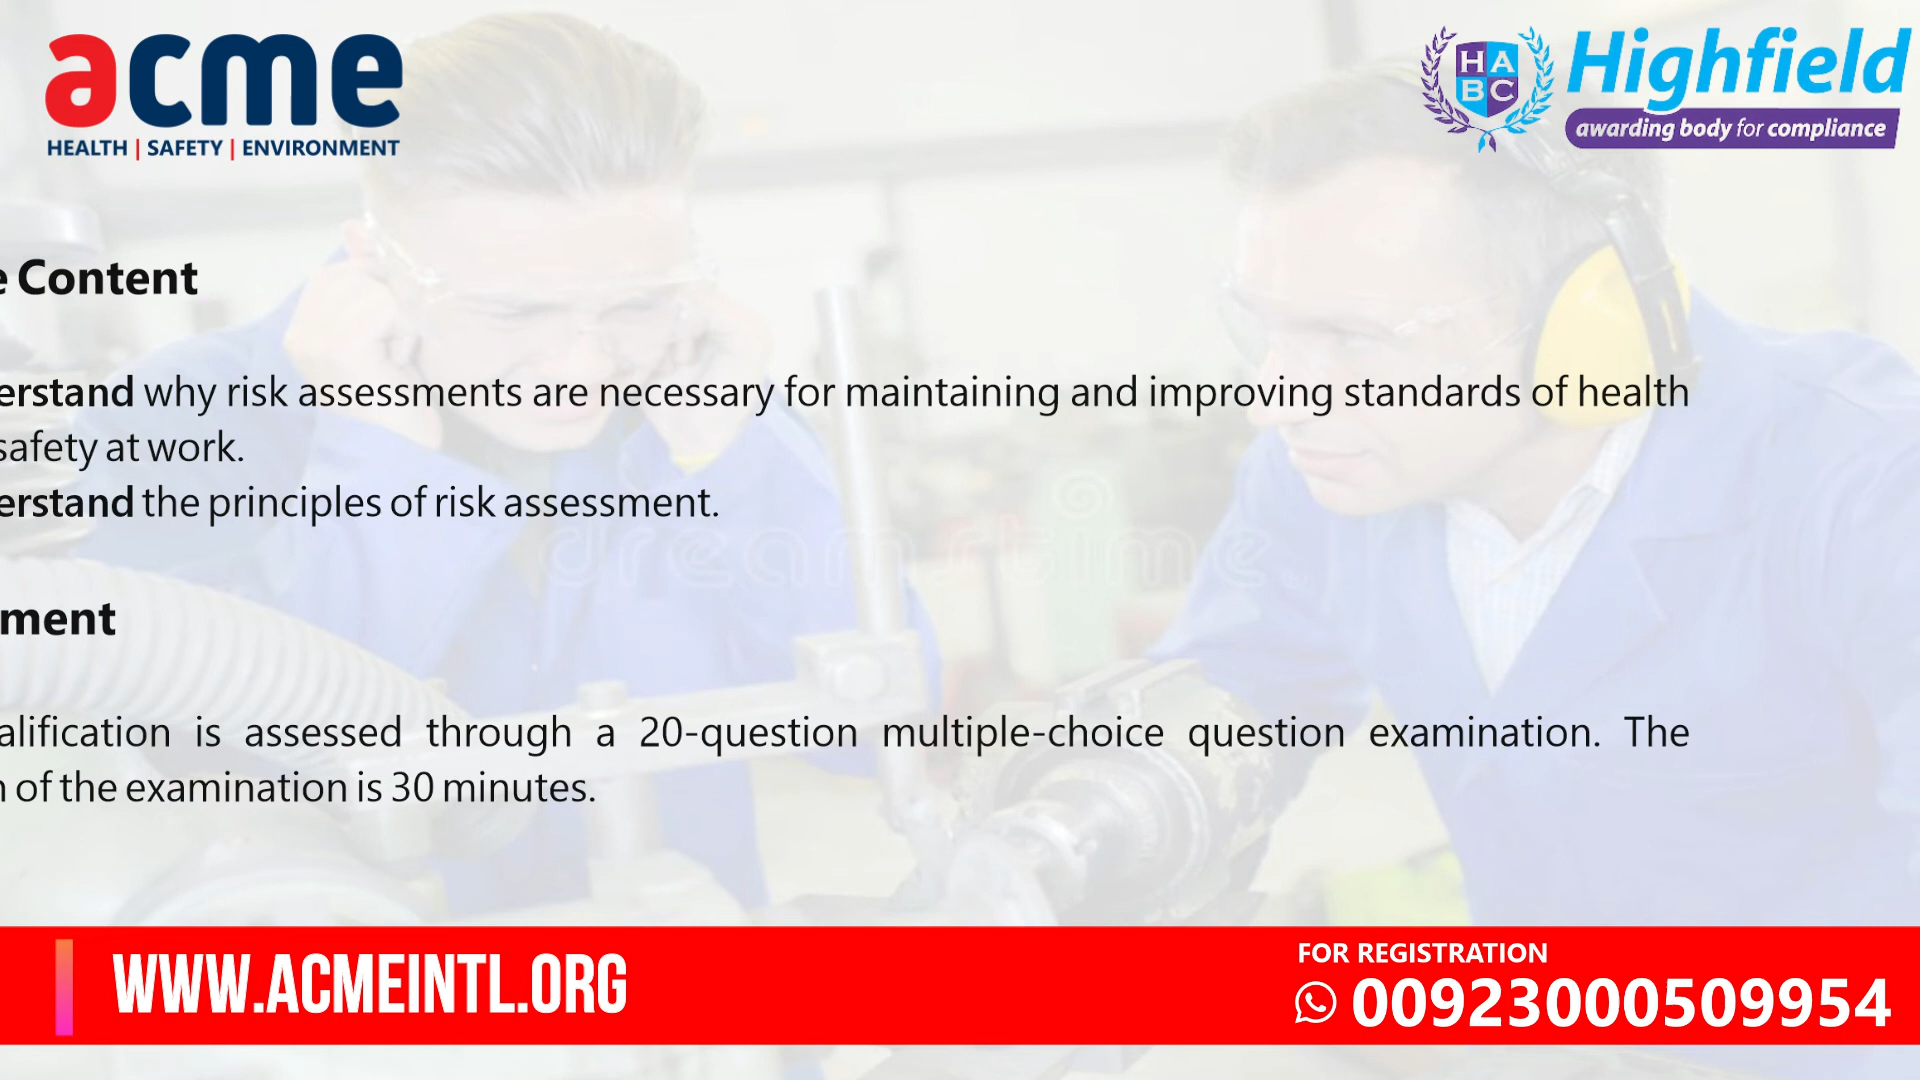 acme
HEALTH | SAFETY | ENVIRONMENT
HABC
Highfield
awarding body for compliance
e Content
erstand why risk assessments are necessary for maintaining and improving standards of health
safety at work.
erstand the principles of risk assessment.
dreamstime
ment
alification is assessed through a 20-question multiple-choice question examination. The
n of the examination is 30 minutes.
WWW.ACMEINTL.ORG
FOR REGISTRATION
00923000509954